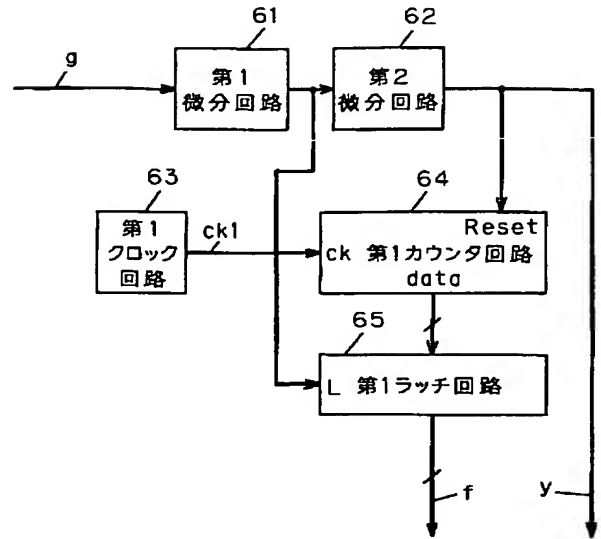 61
62
g
第1
微分回路
第2
微分回路
63
64
第1
クロック
回路
ck1
Reset
ck 第1カウンタ回路
data
65
L 第1ラッチ回路
f
y